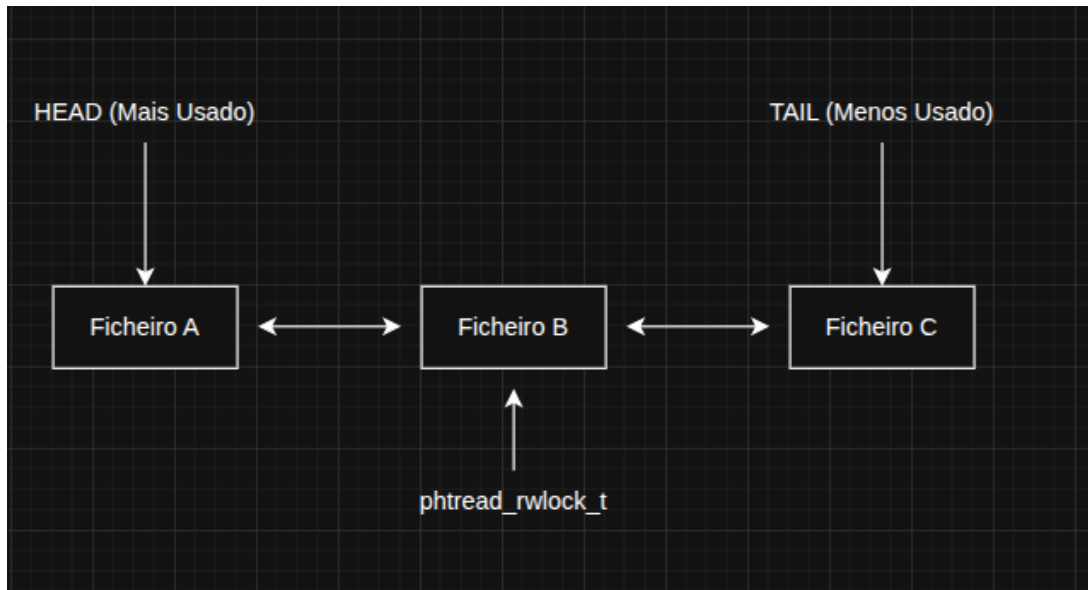 HEAD (Mais Usado)
TAIL (Menos Usado)
Ficheiro A
Ficheiro B
Ficheiro C
phtread_rwlock_t